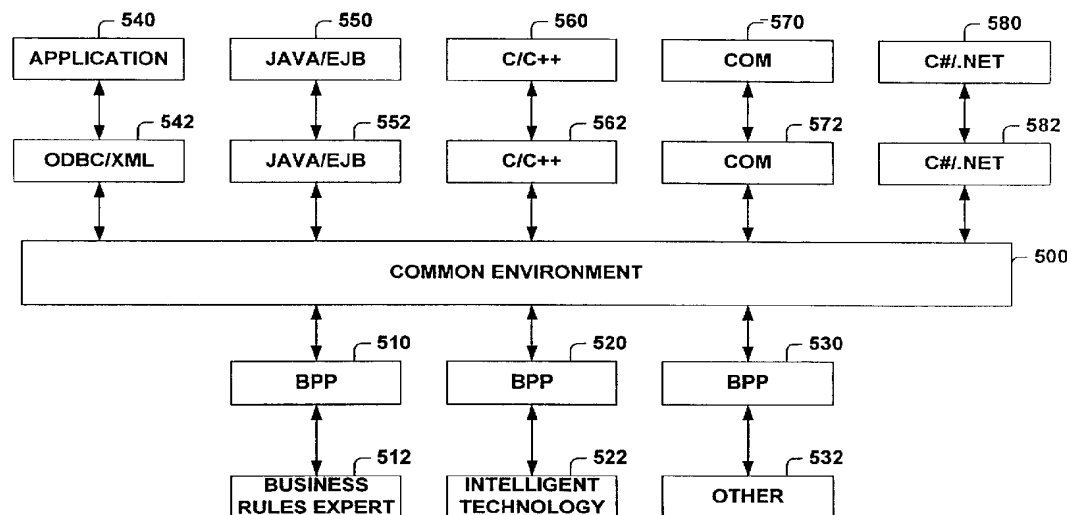 540 550 560 570 580
APPLICATION JAVA/EJB C/C++ COM C#/.NET
542 552 562 572 582
ODBC/XML JAVA/EJB C/C++ COM C#/.NET
COMMON ENVIRONMENT 500
510 520 530
BPP BPP BPP
512 522 532
BUSINESS RULES EXPERT
INTELLIGENT TECHNOLOGY
OTHER